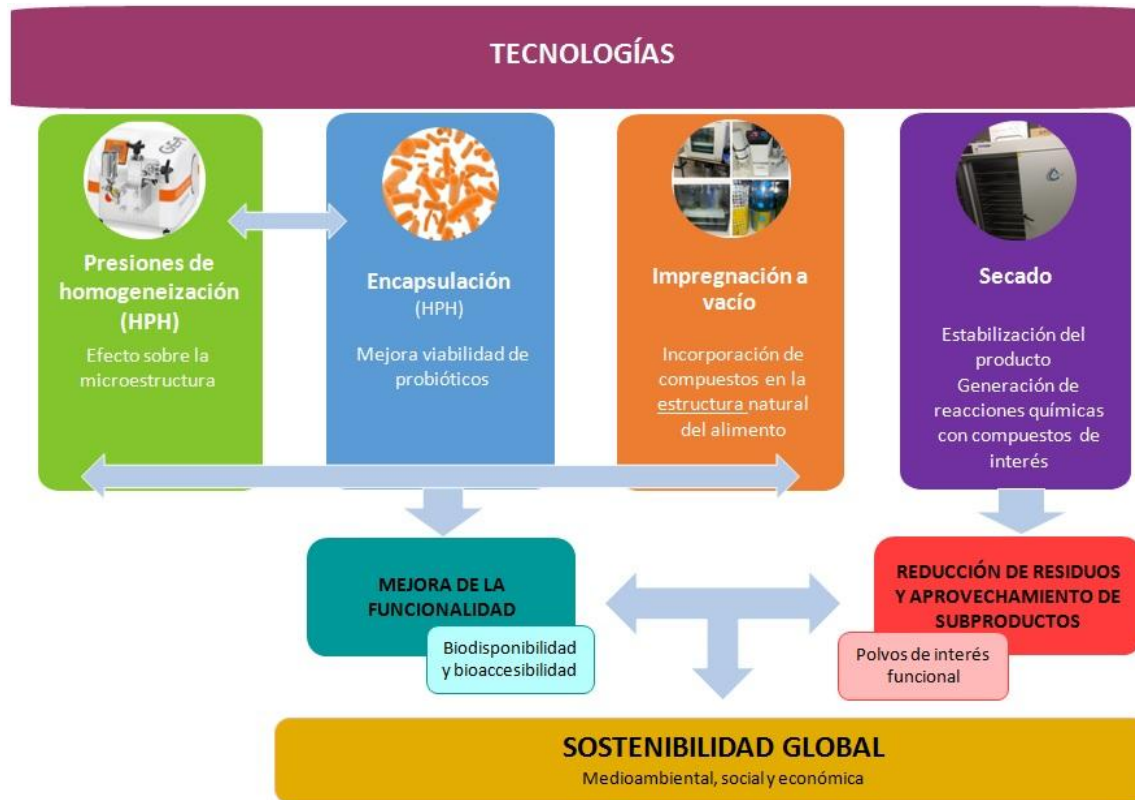 TECNOLOGÍAS
GEA
Presiones de
homogeneización
(HPH)
Efecto sobre la
microestructura
Encapsulación
(HPH)
Mejora viabilidad de
probióticos
Impregnación a
vacío
Incorporación de
compuestos en la
estructura natural
del alimento
Secado
Estabilización del
producto
Generación de
reacciones químicas
con compuestos de
interés
MEJORA DE LA
FUNCIONALIDAD
Biodisponibilidad
y bioaccesibilidad
REDUCCIÓN DE RESIDUOS
Y APROVECHAMIENTO DE
SUBPRODUCTOS
Polvos de interés
funcional
SOSTENIBILIDAD GLOBAL
Medioambiental, social y económica